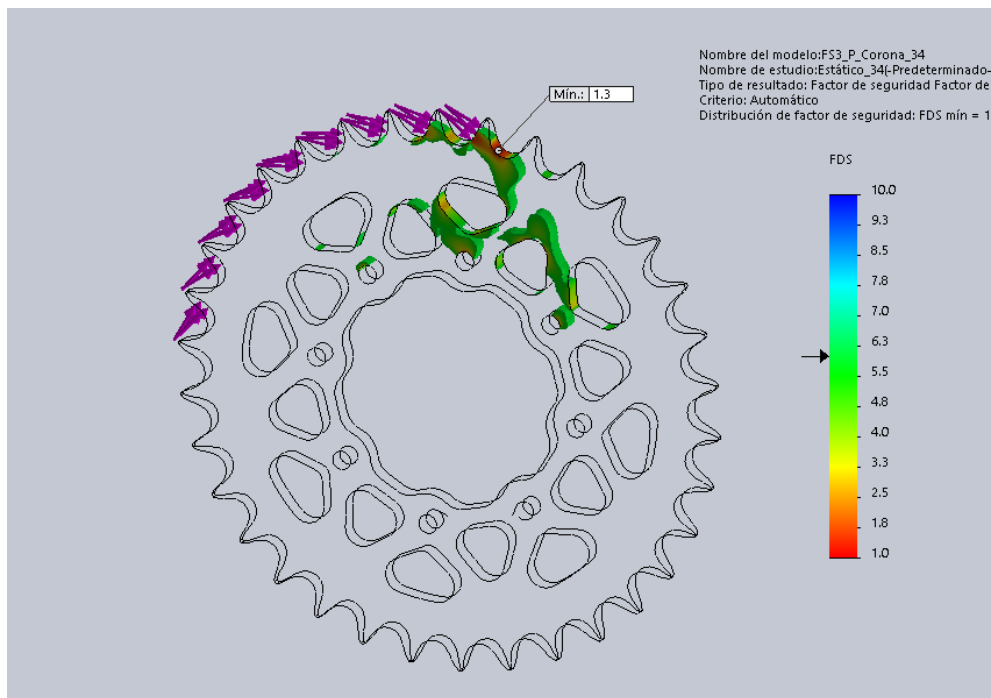 Nombre del modelo:FS3_P_Corona_34
Nombre de estudio:Estático_34(-Predeterminado-
Tipo de resultado: Factor de seguridad Factor de
Criterio: Automático
Distribución de factor de seguridad: FDS mín = 1
Mín.: 1.3
FDS
10.0
9.3
8.5
7.8
7.0
6.3
5.5
4.8
4.0
3.3
2.5
1.8
1.0